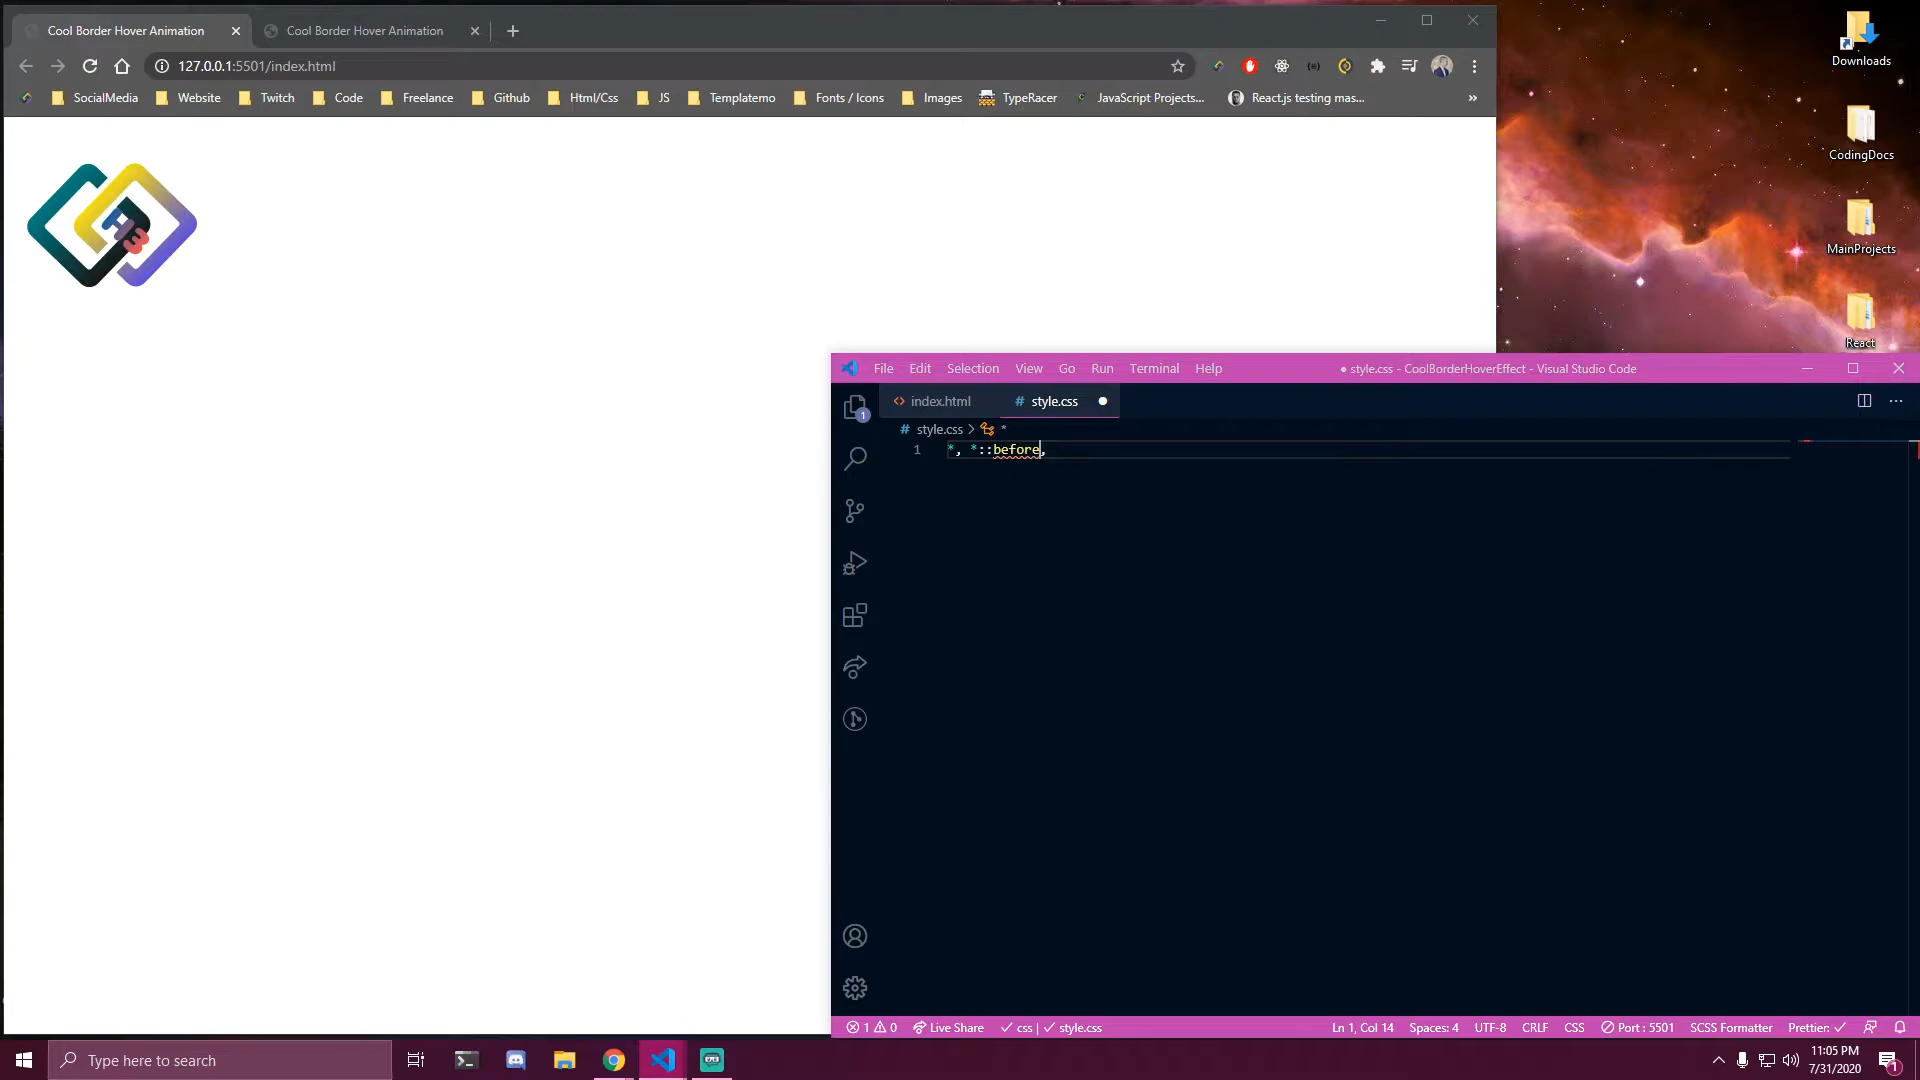 Cool Border Hover Animation
Cool Border Hover Animation
127.0.0.1:5501/index.html
SocialMedia Website Twitch Code Freelance Github Html/Css JS Templatemo Fonts / Icons Images TypeRacer JavaScript Projects... React.js testing mas... »
Downloads
CodingDocs
MainProjects
React
File Edit Selection View Go Run Terminal Help ● style.css - CoolBorderHoverEffect - Visual Studio Code
index.html # style.css
# style.css > *
1 *, *::before,
1
1 0 Live Share ✓ css | ✓ style.css Ln 1, Col 14 Spaces: 4 UTF-8 CRLF CSS Port : 5501 SCSS Formatter Prettier: ✓
Type here to search
11:05 PM
7/31/2020
1